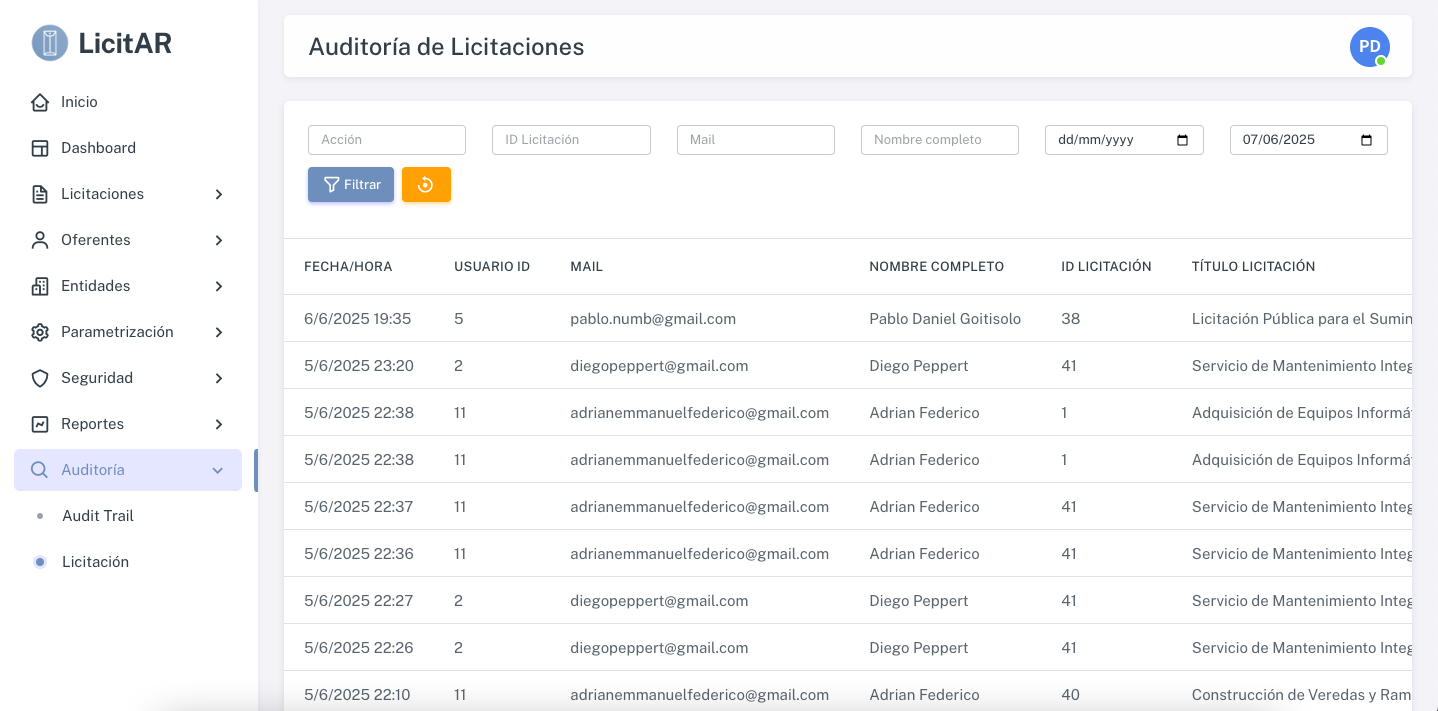 LicitAR
Inicio
Dashboard
Licitaciones
Oferentes
Entidades
Parametrización
Seguridad
Reportes
Auditoría
Audit Trail
Licitación
Auditoría de Licitaciones
PD
Acción ID Licitación Mail Nombre completo dd/mm/yyyy 07/06/2025
Filtrar
FECHA/HORA USUARIO ID MAIL NOMBRE COMPLETO ID LICITACIÓN TÍTULO LICITACIÓN
6/6/2025 19:35 5 pablo.numb@gmail.com Pablo Daniel Goitisolo 38 Licitación Pública para el Sumin
5/6/2025 23:20 2 diegopeppert@gmail.com Diego Peppert 41 Servicio de Mantenimiento Integ
5/6/2025 22:38 11 adrianemmanuelfederico@gmail.com Adrian Federico 1 Adquisición de Equipos Informát
5/6/2025 22:38 11 adrianemmanuelfederico@gmail.com Adrian Federico 1 Adquisición de Equipos Informát
5/6/2025 22:37 11 adrianemmanuelfederico@gmail.com Adrian Federico 41 Servicio de Mantenimiento Integ
5/6/2025 22:36 11 adrianemmanuelfederico@gmail.com Adrian Federico 41 Servicio de Mantenimiento Integ
5/6/2025 22:27 2 diegopeppert@gmail.com Diego Peppert 41 Servicio de Mantenimiento Integ
5/6/2025 22:26 2 diegopeppert@gmail.com Diego Peppert 41 Servicio de Mantenimiento Integ
5/6/2025 22:10 11 adrianemmanuelfederico@gmail.com Adrian Federico 40 Construcción de Veredas y Ram